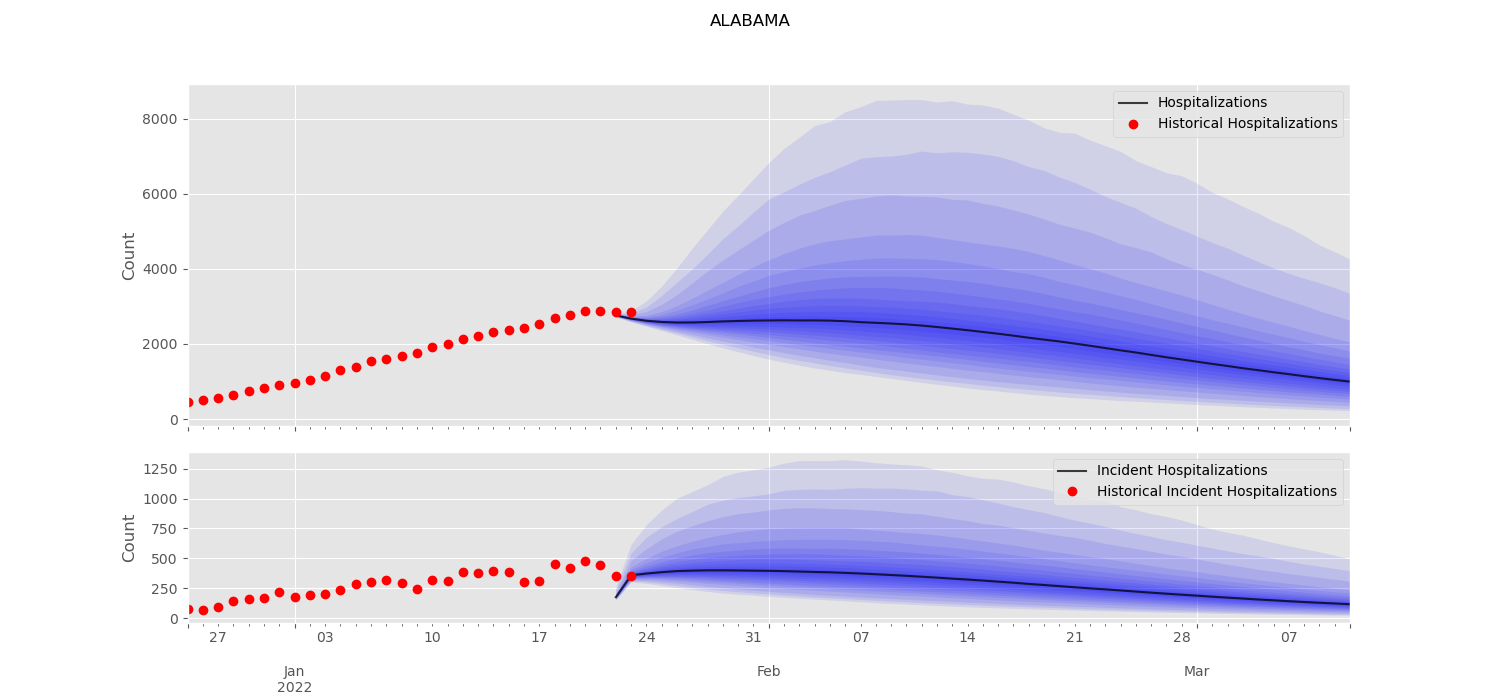 ALABAMA
Hospitalizations
Historical Hospitalizations
8000
6000
4000
2000
0
Count
Incident Hospitalizations
Historical Incident Hospitalizations
1250
1000
750
500
250
0
Count
27 03 10 17 24 31 07 14 21 28 07
Jan Feb Mar
2022